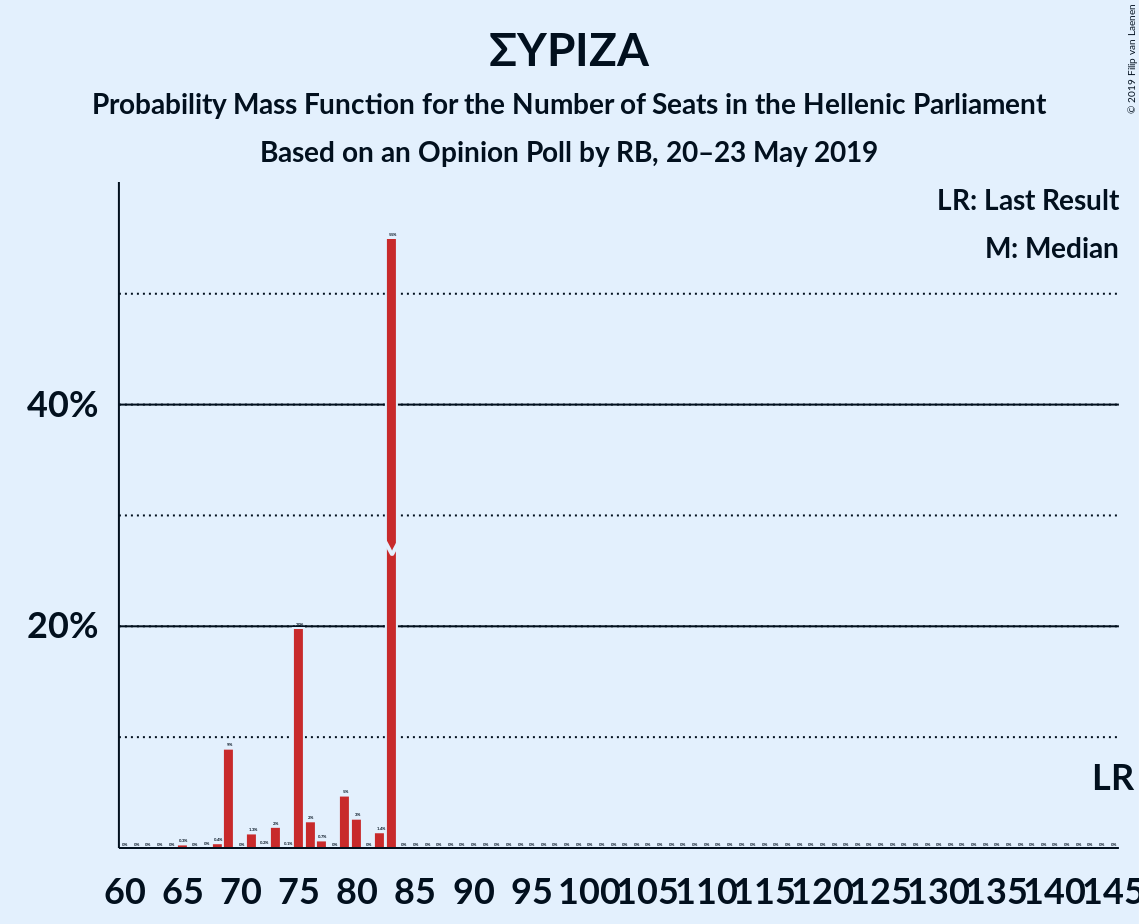 ΣΥΡΙΖΑ
Probability Mass Function for the Number of Seats in the Hellenic Parliament
Based on an Opinion Poll by RB, 20–23 May 2019
© 2019 Filip van Laenen
LR: Last Result
M: Median
40%
20%
LR
60 65 70 75 80 85 90 95 100 105 110 115 120 125 130 135 140 145